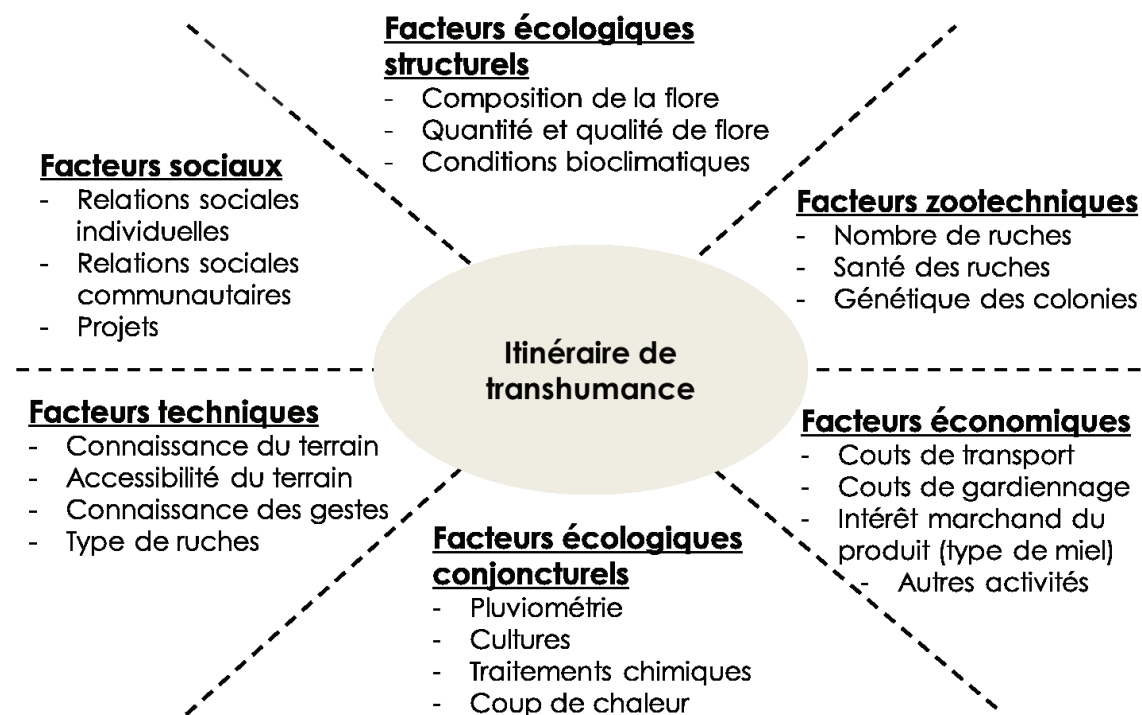 Facteurs écologiques
structurels
- Composition de la flore
- Quantité et qualité de flore
- Conditions bioclimatiques
Facteurs sociaux
- Relations sociales
individuelles
- Relations sociales
communautaires
- Projets
Facteurs zootechniques
- Nombre de ruches
- Santé des ruches
- Génétique des colonies
Itinéraire de
transhumance
Facteurs techniques
- Connaissance du terrain
- Accessibilité du terrain
- Connaissance des gestes
- Type de ruches
Facteurs économiques
- Couts de transport
- Couts de gardiennage
- Intérêt marchand du
produit (type de miel)
- Autres activités
Facteurs écologiques
conjoncturels
- Pluviométrie
- Cultures
- Traitements chimiques
- Coup de chaleur